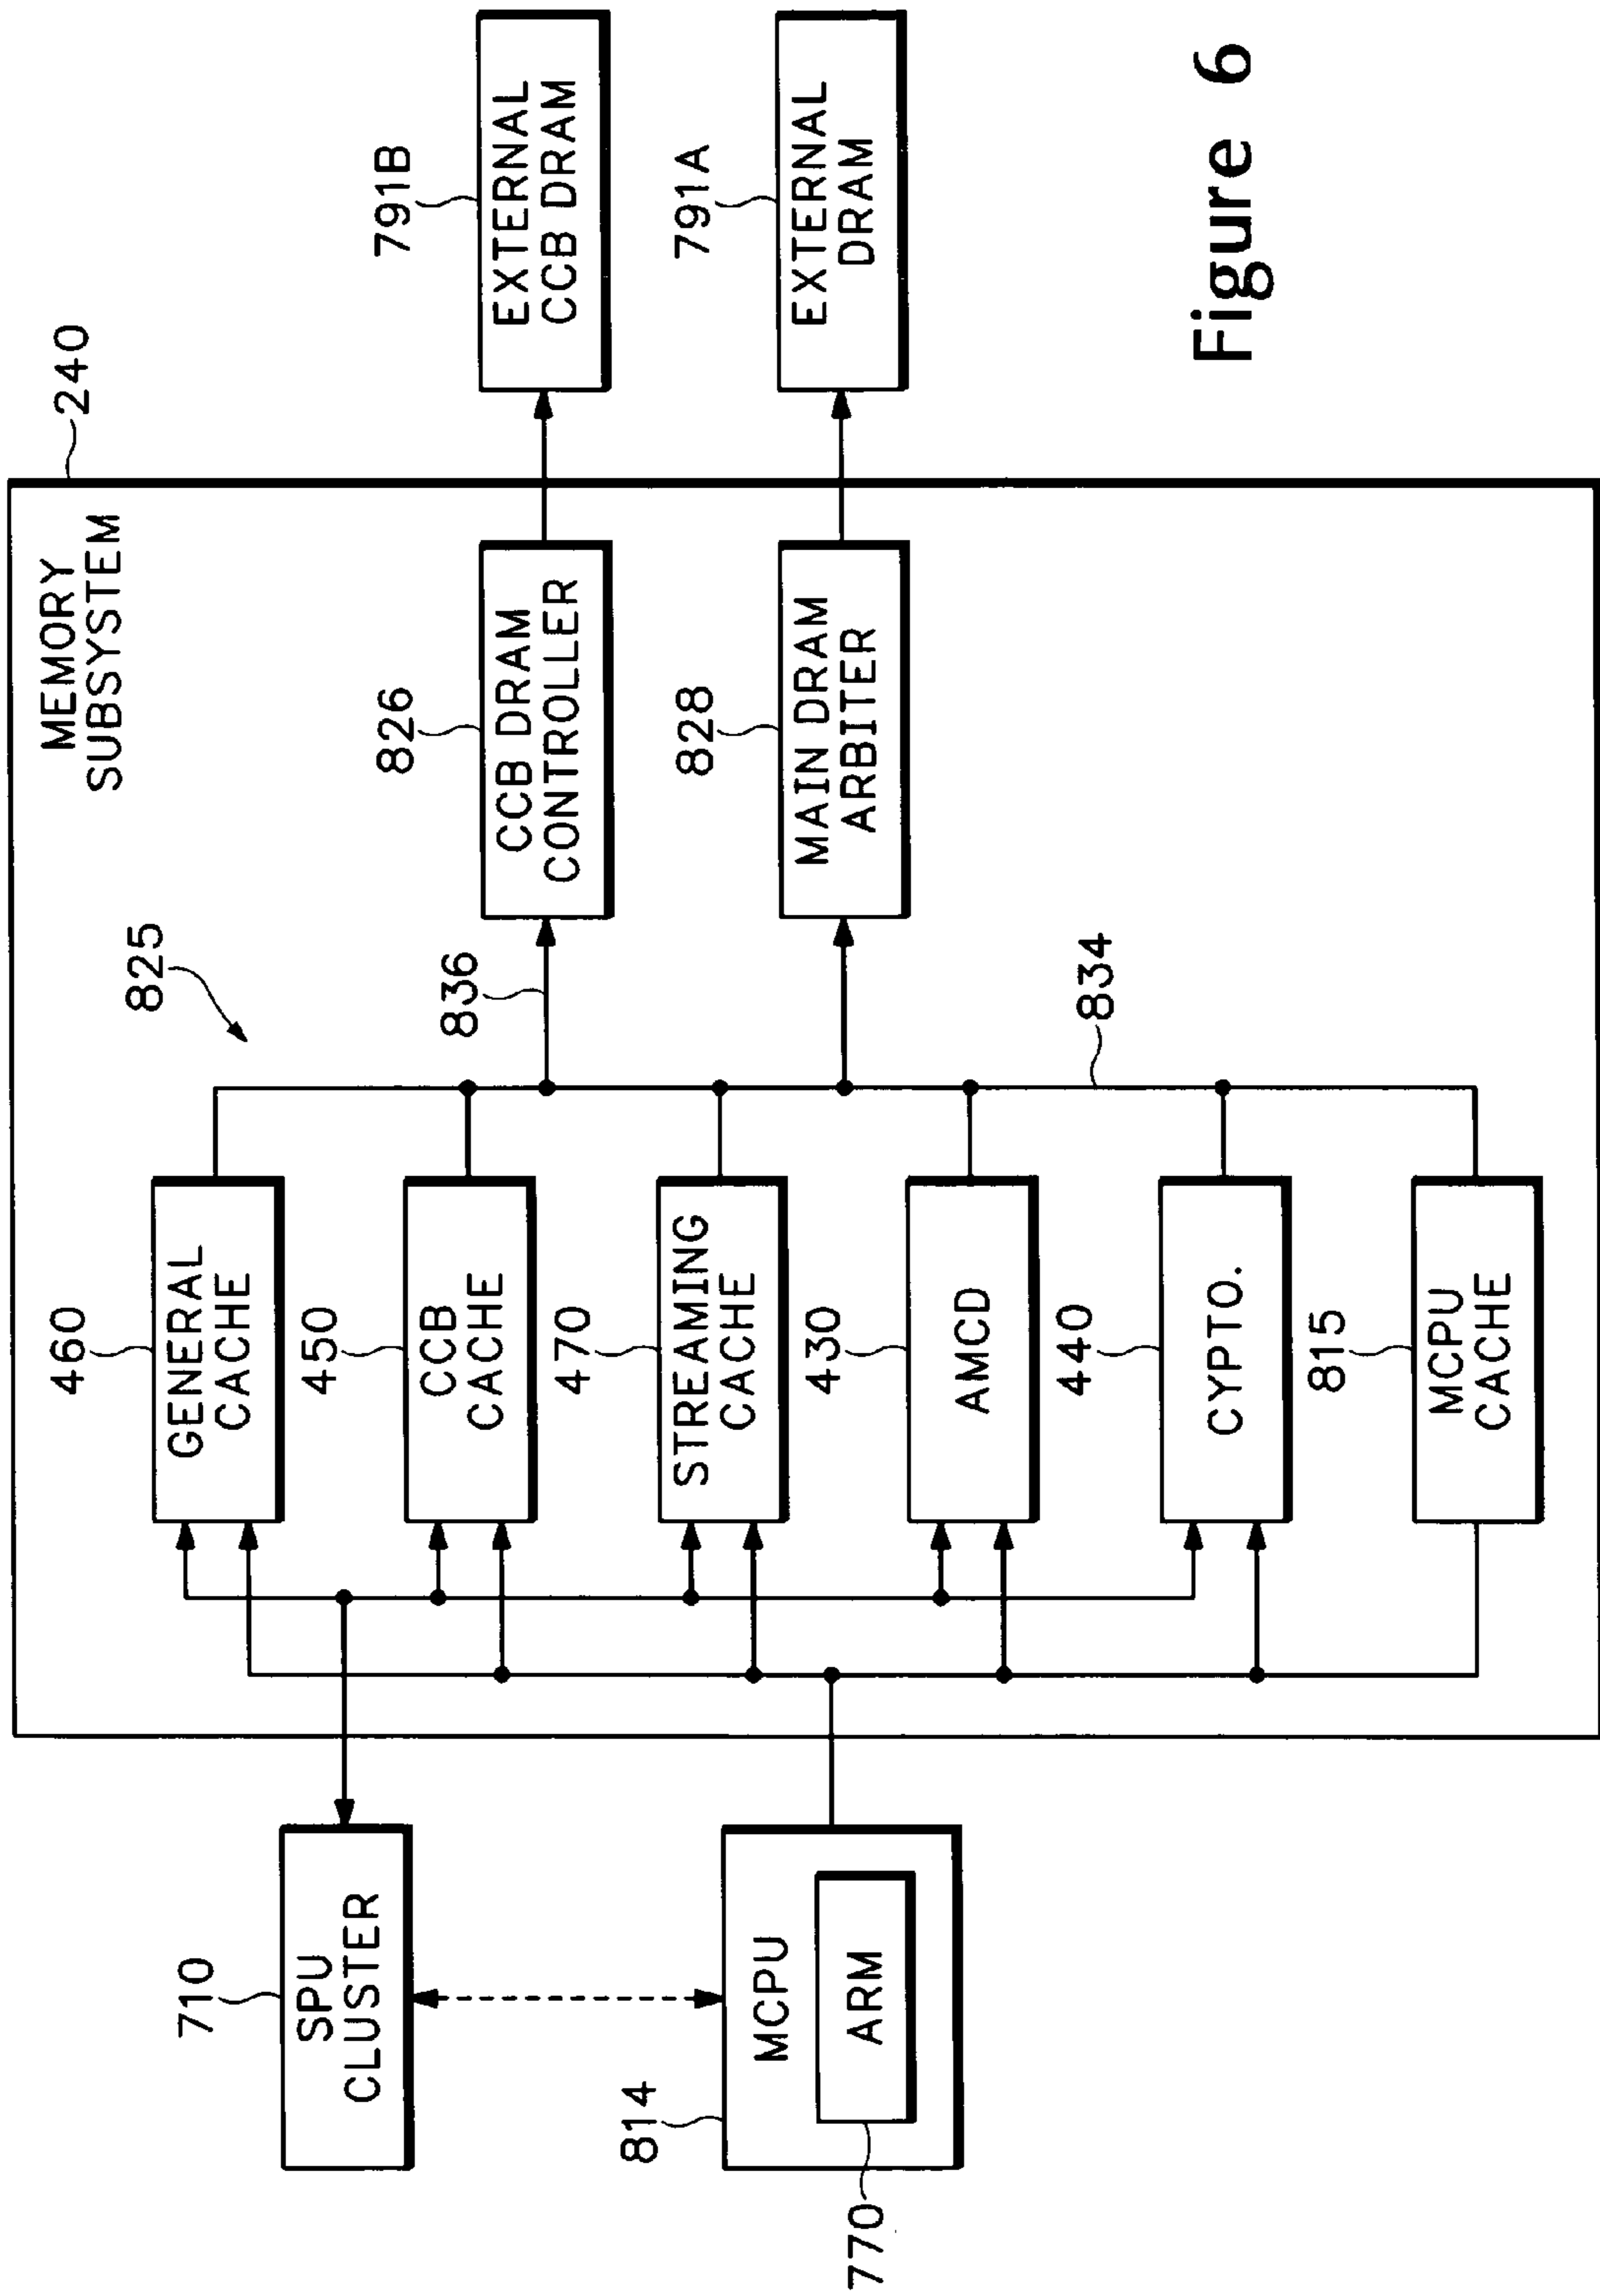 MEMORY
SUBSYSTEM
240
825
710
SPU
CLUSTER
814
MCPU
ARM
770
460
GENERAL
CACHE
450
CCB
CACHE
470
STREAMING
CACHE
430
AMCD
440
CYPTO.
815
MCPU
CACHE
836
834
826
CCB DRAM
CONTROLLER
828
MAIN DRAM
ARBITER
791B
EXTERNAL
CCB DRAM
791A
EXTERNAL
DRAM
Figure 6